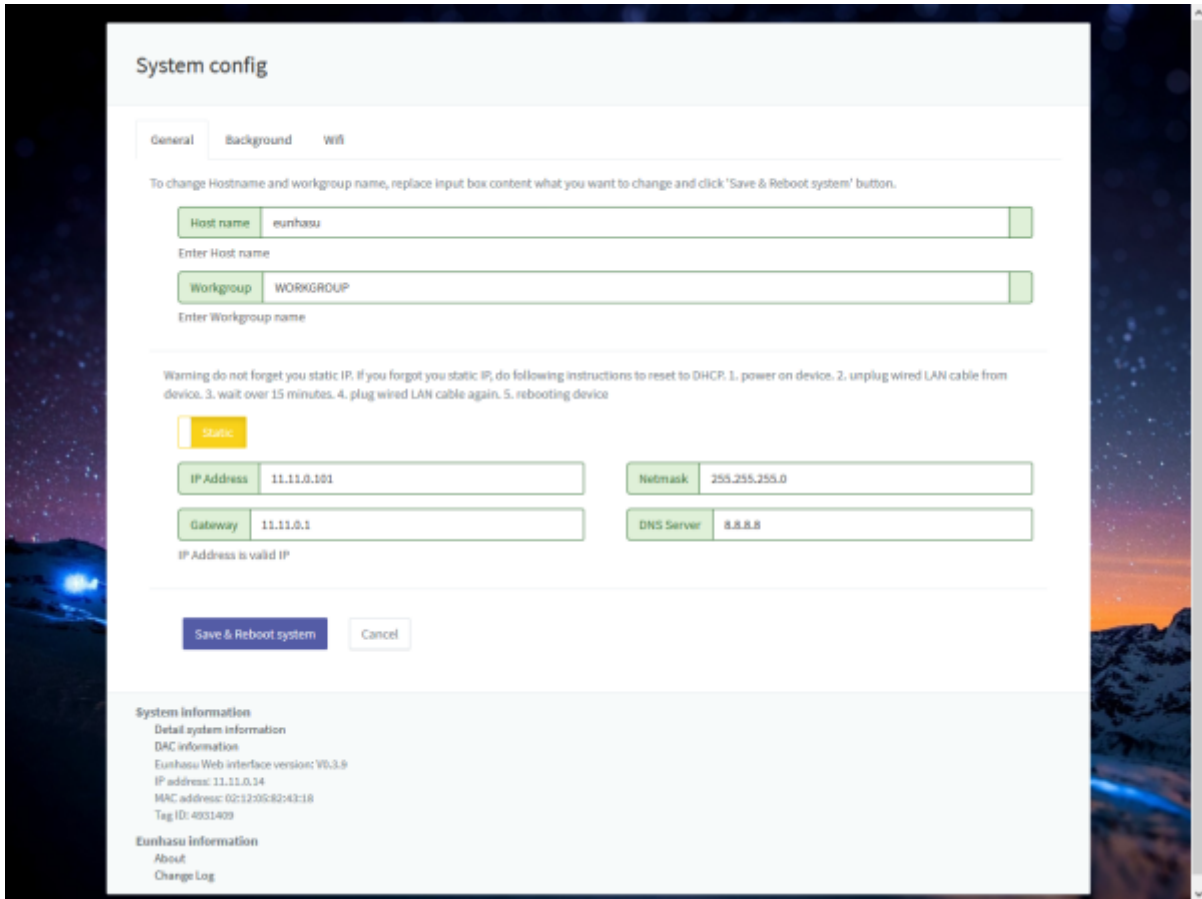 System config
General Background Wifi
To change Hostname and workgroup name, replace input box content what you want to change and click 'Save & Reboot system' button.
Host name eunhasu
Enter Host name
Workgroup WORKGROUP
Enter Workgroup name
Warning do not forget you static IP. If you forgot you static IP, do following instructions to reset to DHCP. 1. power on device. 2. unplug wired LAN cable from
device. 3. wait over 15 minutes. 4. plug wired LAN cable again. 5. rebooting device
Static
IP Address 11.11.0.101 Netmask 255.255.255.0
Gateway 11.11.0.1 DNS Server 8.8.8.8
IP Address is valid IP
Save & Reboot system Cancel
System information
Detail system information
DAC information
Eunhasu Web interface version: V0.3.9
IP address: 11.11.0.14
MAC address: 02:12:05:82:43:18
Tag ID: 4931409
Eunhasu information
About
Change Log